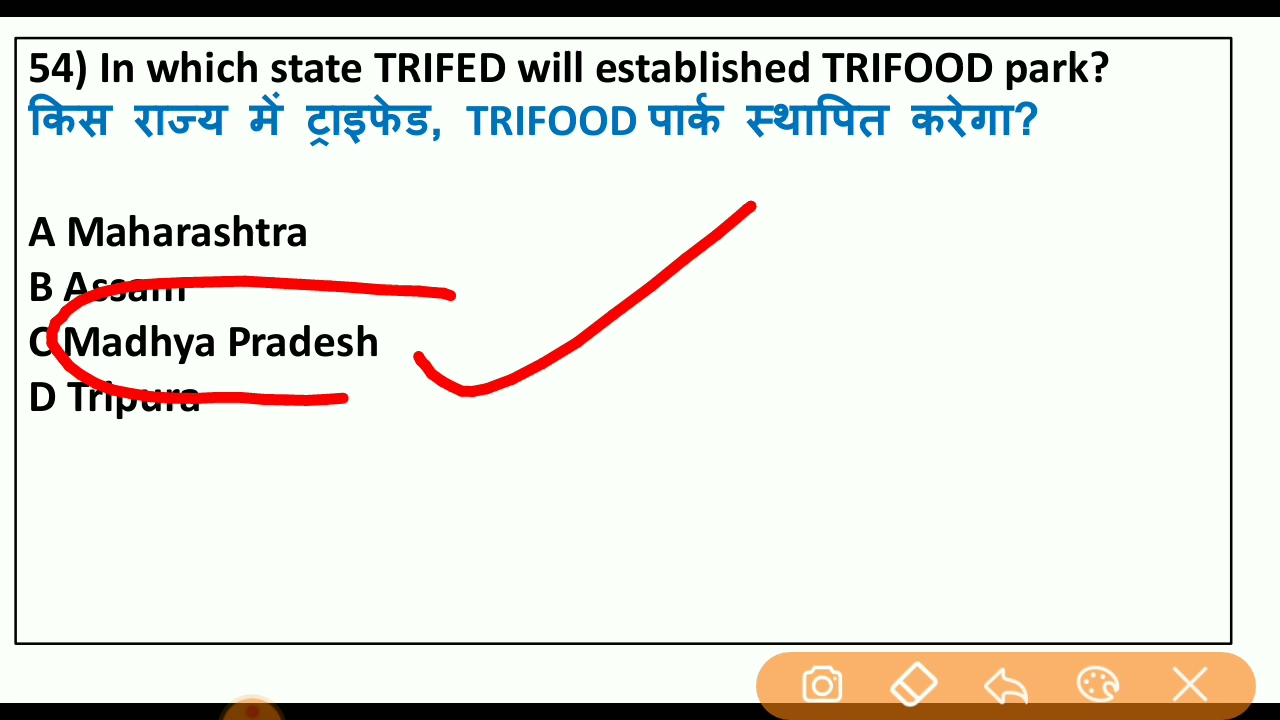 54) In which state TRIFED will established TRIFOOD park?
किस राज्य में ट्राइफेड, TRIFOOD पार्क स्थापित करेगा?
A Maharashtra
B Assam
C Madhya Pradesh
D Tripura